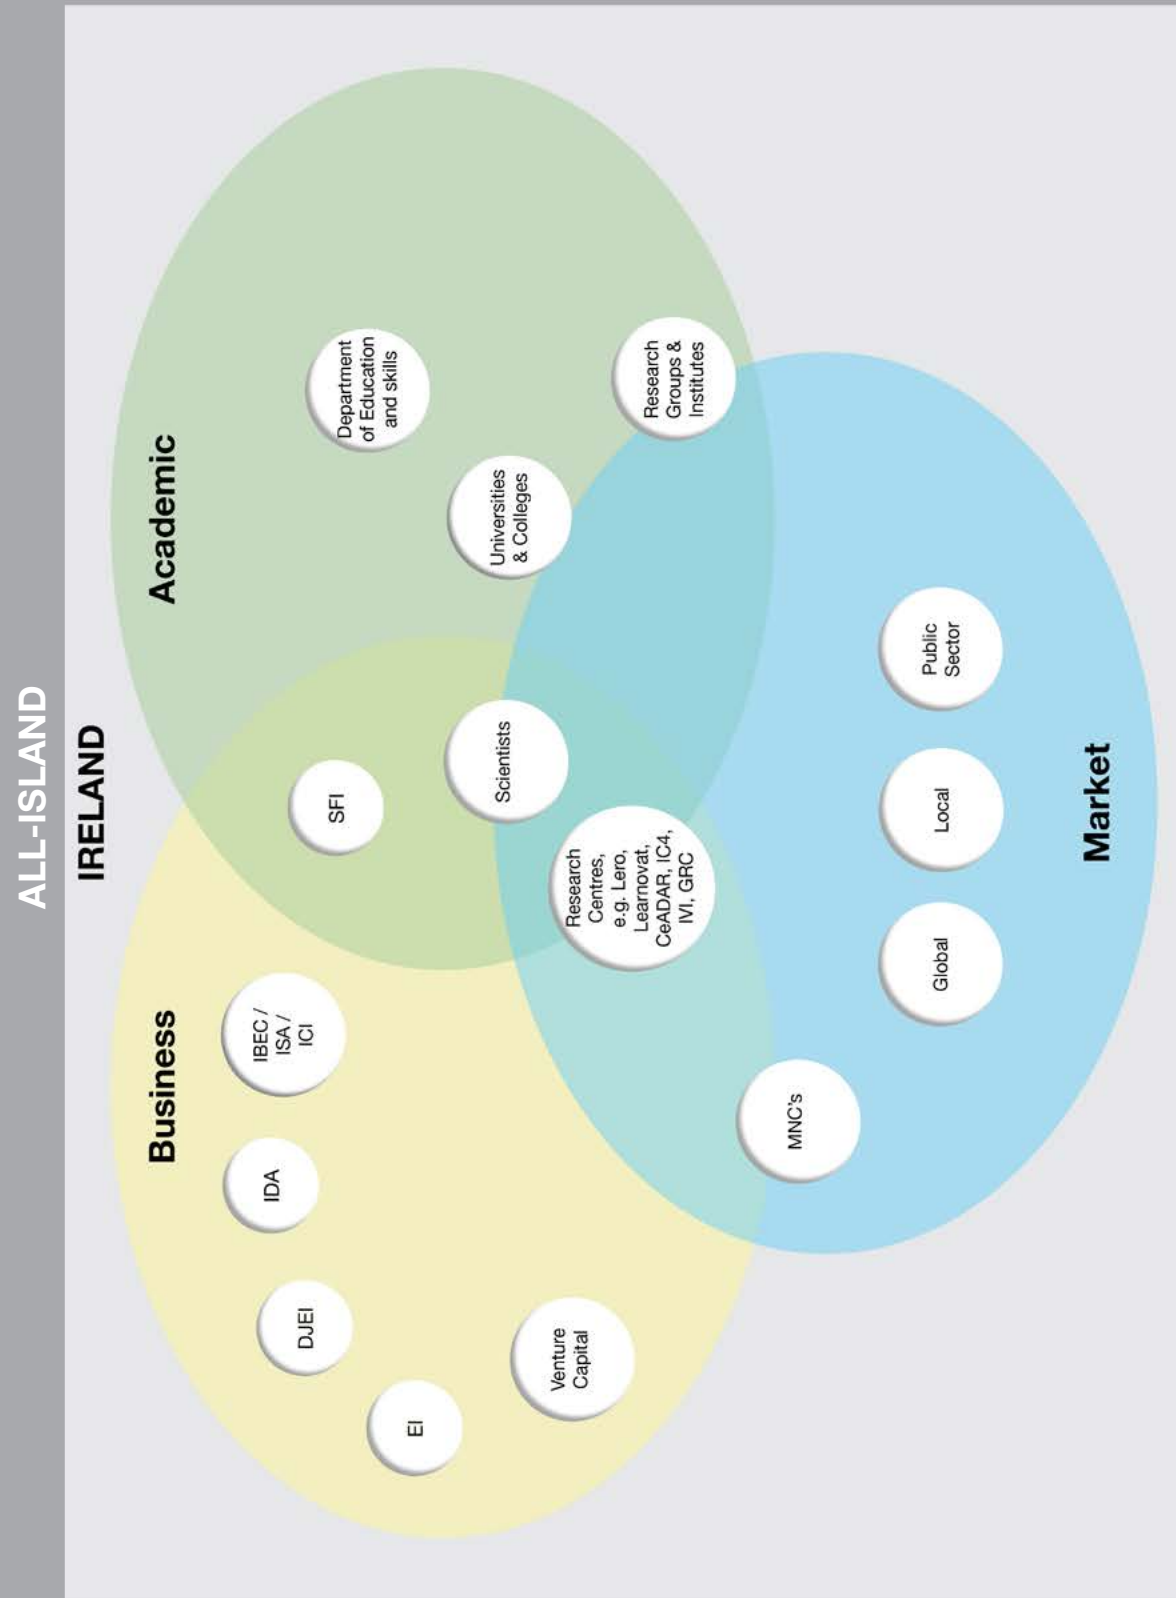 ALL-ISLAND
IRELAND
Business
Academic
IBEC /
ISA /
ICI
IDA
DJEI
EI
Venture
Capital
SFI
Scientists
Research
Centres,
e.g. Lero,
Learnovat,
CeADAR, IC4,
IVI, GRC
Department
of Education
and skills
Universities
& Colleges
Research
Groups &
Institutes
MNC's
Global
Local
Public
Sector
Market